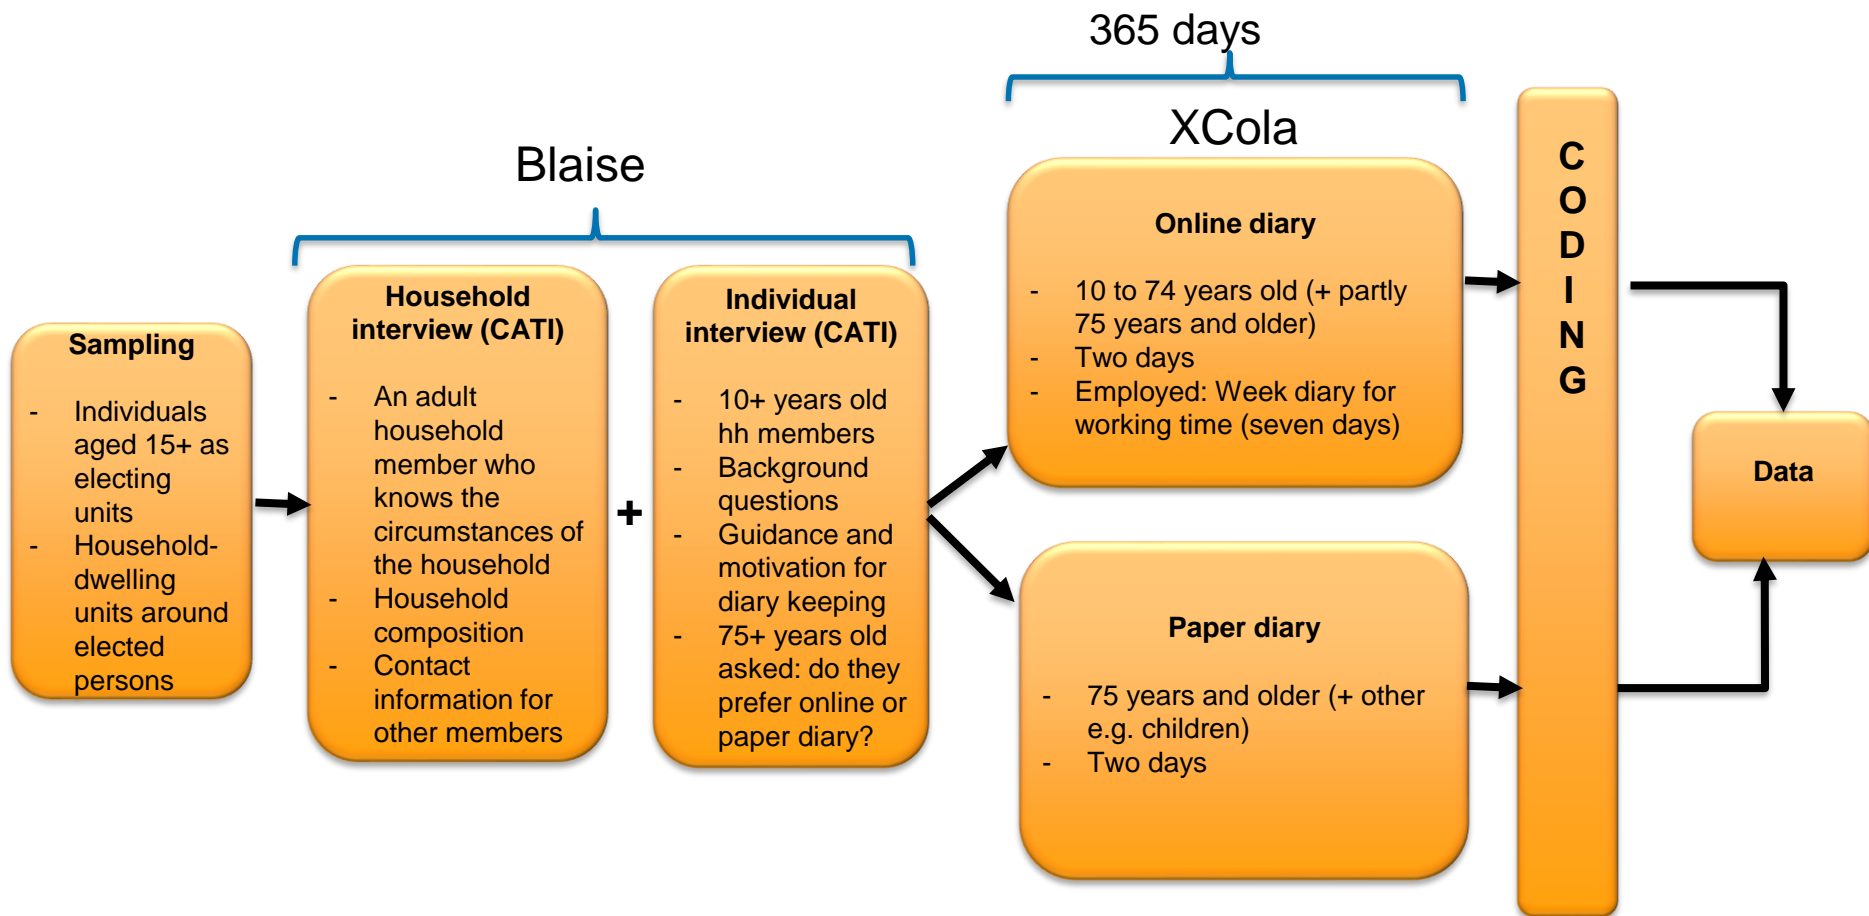 365 days
XCola
Blaise
Sampling
- Individuals
aged 15+ as
electing
units
- Household-
dwelling
units around
elected
persons
Household
interview (CATI)
- An adult
household
member who
knows the
circumstances of
the household
- Household
composition
- Contact
information for
other members
+
Individual
interview (CATI)
- 10+ years old
hh members
- Background
questions
- Guidance and
motivation for
diary keeping
- 75+ years old
asked: do they
prefer online or
paper diary?
Online diary
- 10 to 74 years old (+ partly
75 years and older)
- Two days
- Employed: Week diary for
working time (seven days)
Paper diary
- 75 years and older (+ other
e.g. children)
- Two days
C
O
D
I
N
G
Data